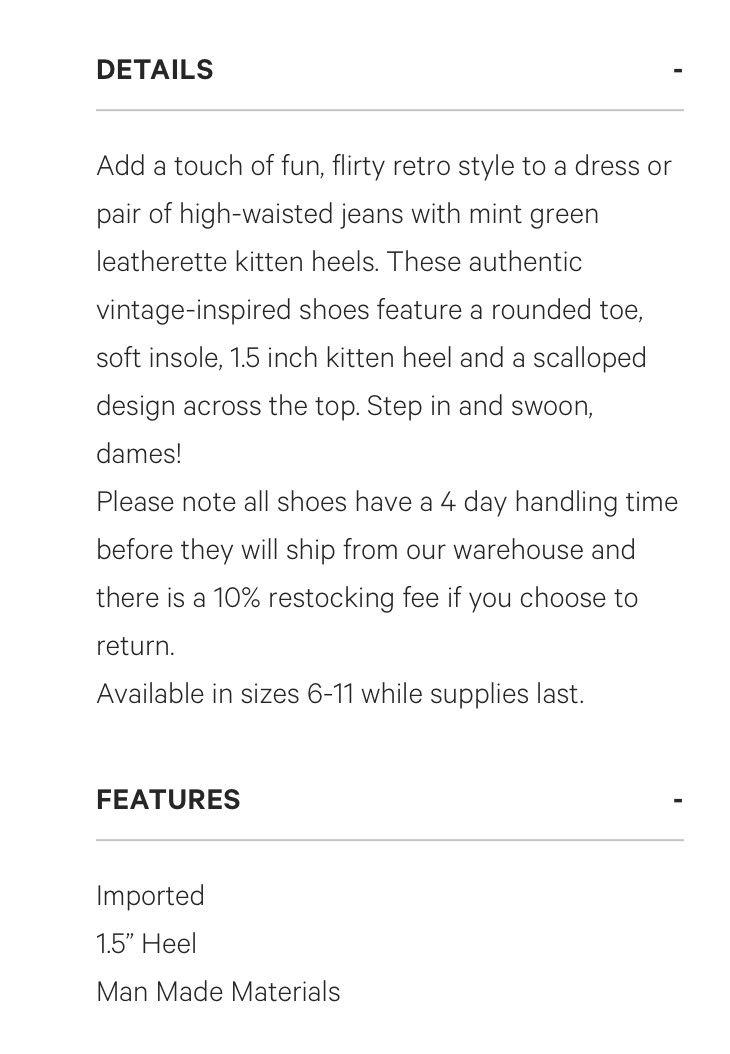 DETAILS -
Add a touch of fun, flirty retro style to a dress or
pair of high-waisted jeans with mint green
leatherette kitten heels. These authentic
vintage-inspired shoes feature a rounded toe,
soft insole, 1.5 inch kitten heel and a scalloped
design across the top. Step in and swoon,
dames!
Please note all shoes have a 4 day handling time
before they will ship from our warehouse and
there is a 10% restocking fee if you choose to
return.
Available in sizes 6-11 while supplies last.
FEATURES -
Imported
1.5” Heel
Man Made Materials